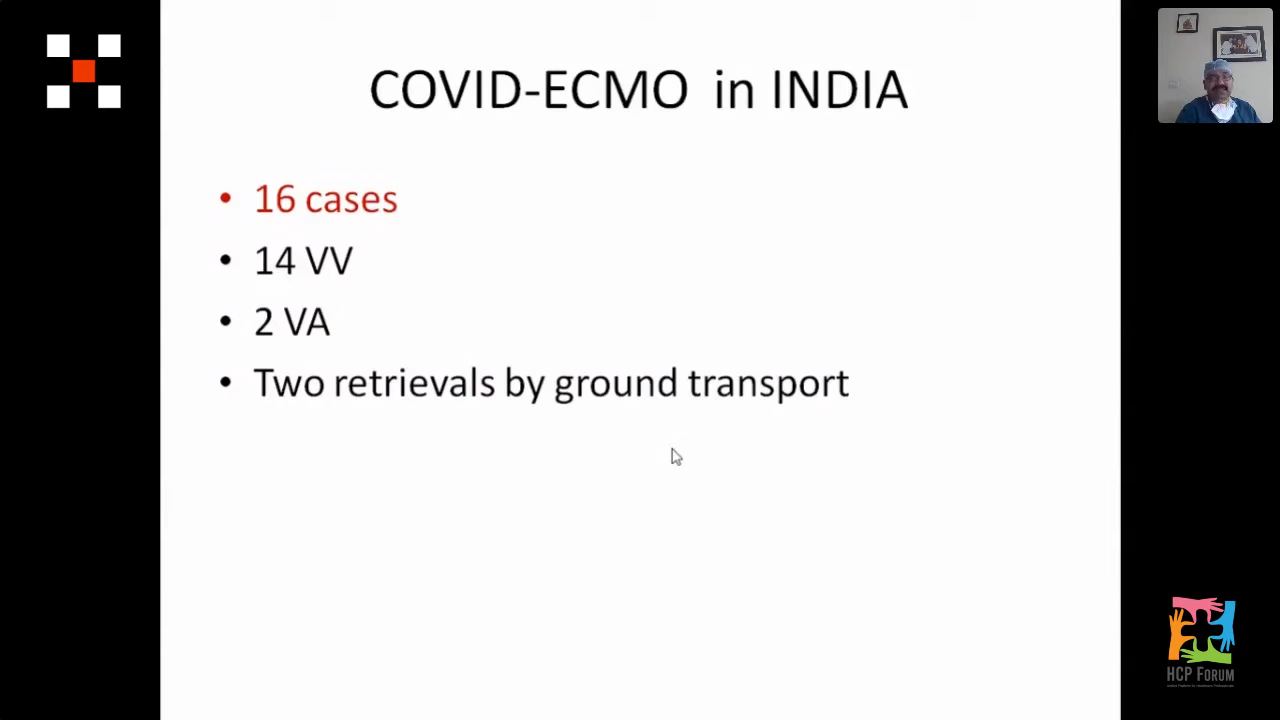 COVID-ECMO in INDIA
• 16 cases
• 14 VV
• 2 VA
• Two retrievals by ground transport
HCP FORUM